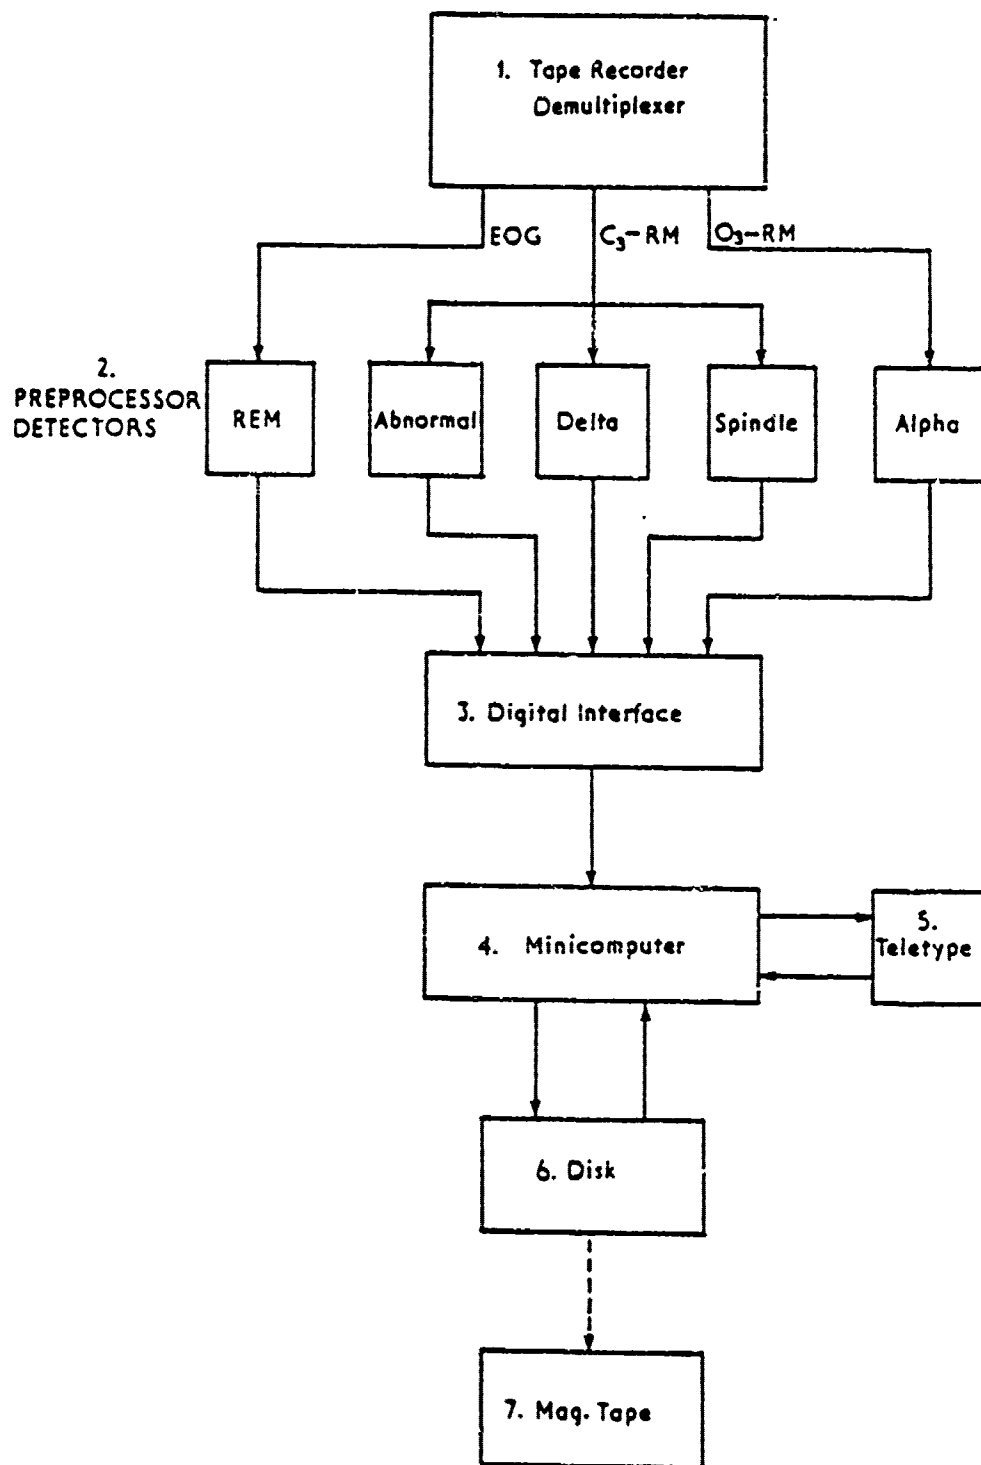 1. Tape Recorder
Demultiplexer
EOG
C₃-RM
O₃-RM
2.
PREPROCESSOR
DETECTORS
REM
Abnormal
Delta
Spindle
Alpha
3. Digital Interface
4. Minicomputer
5.
Teletype
6. Disk
7. Mag. Tape